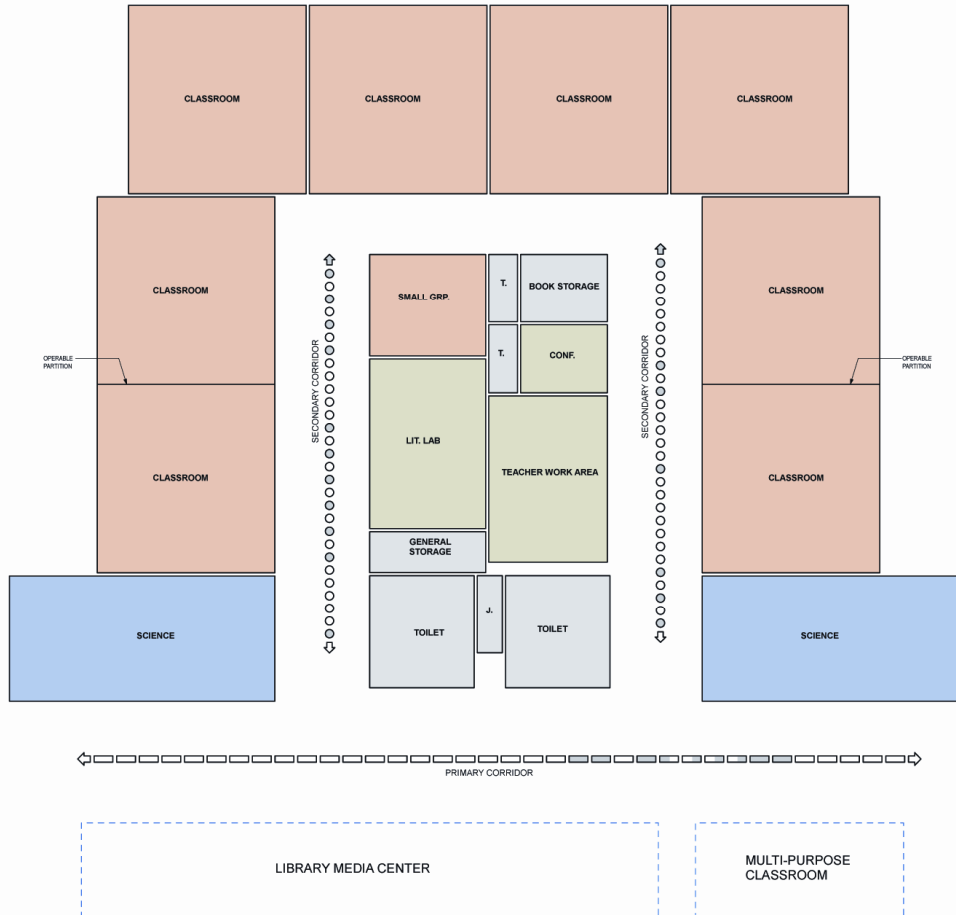 CLASSROOM
CLASSROOM
CLASSROOM
CLASSROOM
CLASSROOM
CLASSROOM
SMALL GRP.
T.
BOOK STORAGE
T.
CONF.
OPERABLE
PARTITION
OPERABLE
PARTITION
SECONDARY CORRIDOR
SECONDARY CORRIDOR
LIT. LAB
TEACHER WORK AREA
CLASSROOM
CLASSROOM
GENERAL
STORAGE
J.
TOILET
TOILET
SCIENCE
SCIENCE
PRIMARY CORRIDOR
LIBRARY MEDIA CENTER
MULTI-PURPOSE
CLASSROOM